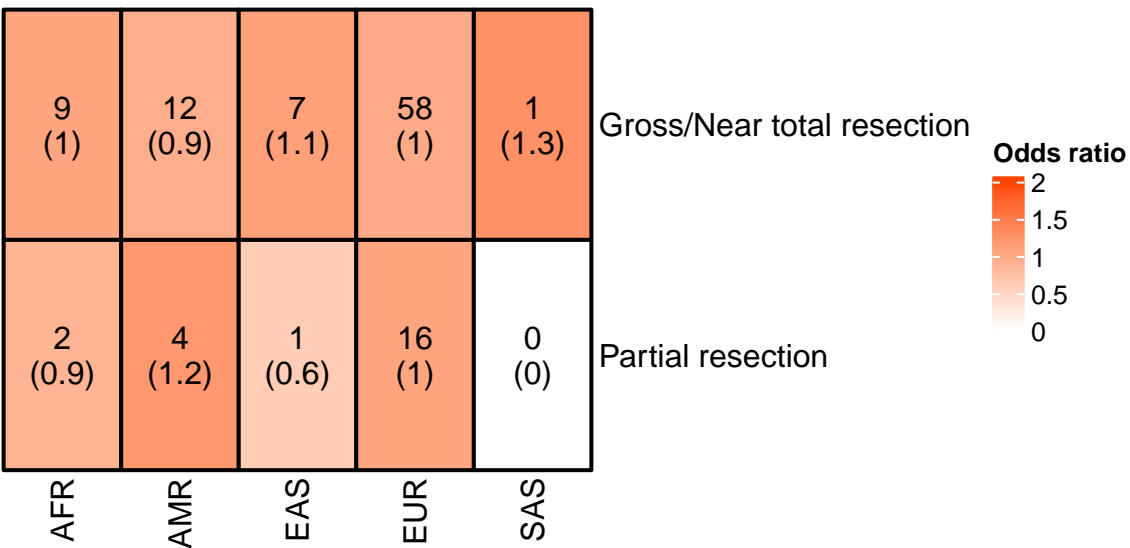 9 12 7 58 1
(1) (0.9) (1.1) (1) (1.3)
Gross/Near total resection
2 4 1 16 0
(0.9) (1.2) (0.6) (1) (0)
Partial resection
AFR AMR EAS EUR SAS
Odds ratio
2
1.5
1
0.5
0